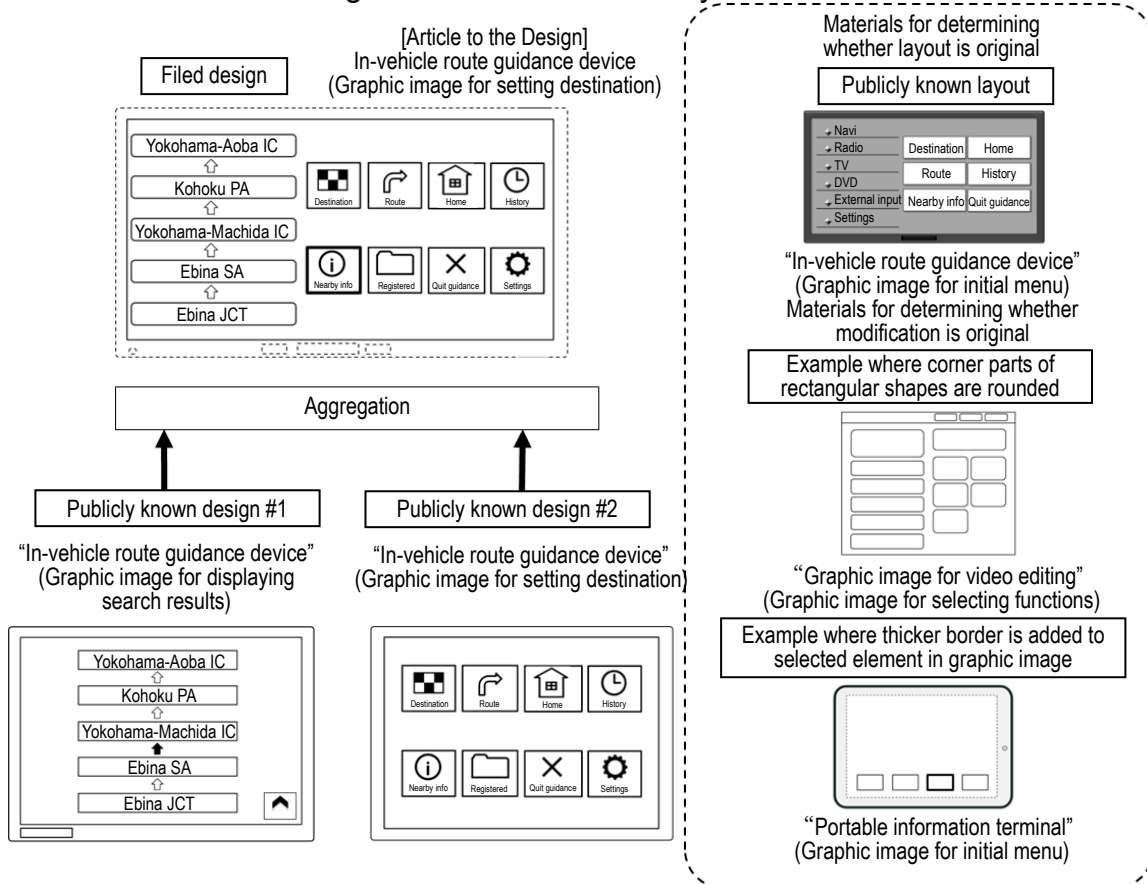 [Article to the Design]
In-vehicle route guidance device
(Graphic image for setting destination)
Filed design
Yokohama-Aoba IC
Kohoku PA
Yokohama-Machida IC
Ebina SA
Ebina JCT
Destination
Route
Home
History
Nearby info
Registered
Quit guidance
Settings
Aggregation
Publicly known design #1
“In-vehicle route guidance device”
(Graphic image for displaying
search results)
Yokohama-Aoba IC
Kohoku PA
Yokohama-Machida IC
Ebina SA
Ebina JCT
Publicly known design #2
“In-vehicle route guidance device”
(Graphic image for setting destination)
Destination
Route
Home
History
Nearby info
Registered
Quit guidance
Settings
Materials for determining
whether layout is original
Publicly known layout
Navi
Radio
TV
DVD
External input
Settings
Destination
Home
Route
History
Nearby info
Quit guidance
“In-vehicle route guidance device”
(Graphic image for initial menu)
Materials for determining whether
modification is original
Example where corner parts of
rectangular shapes are rounded
“Graphic image for video editing”
(Graphic image for selecting functions)
Example where thicker border is added to
selected element in graphic image
“Portable information terminal”
(Graphic image for initial menu)